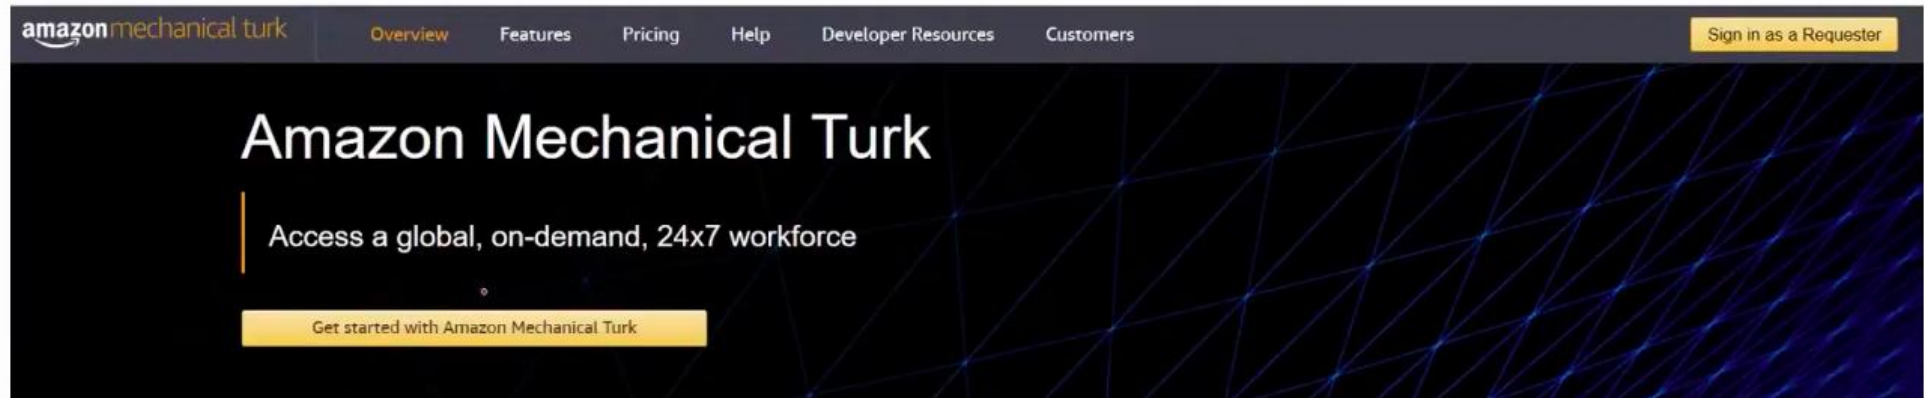 amazon mechanical turk
Overview Features Pricing Help Developer Resources Customers
Sign in as a Requester
Amazon Mechanical Turk
Access a global, on-demand, 24x7 workforce
Get started with Amazon Mechanical Turk